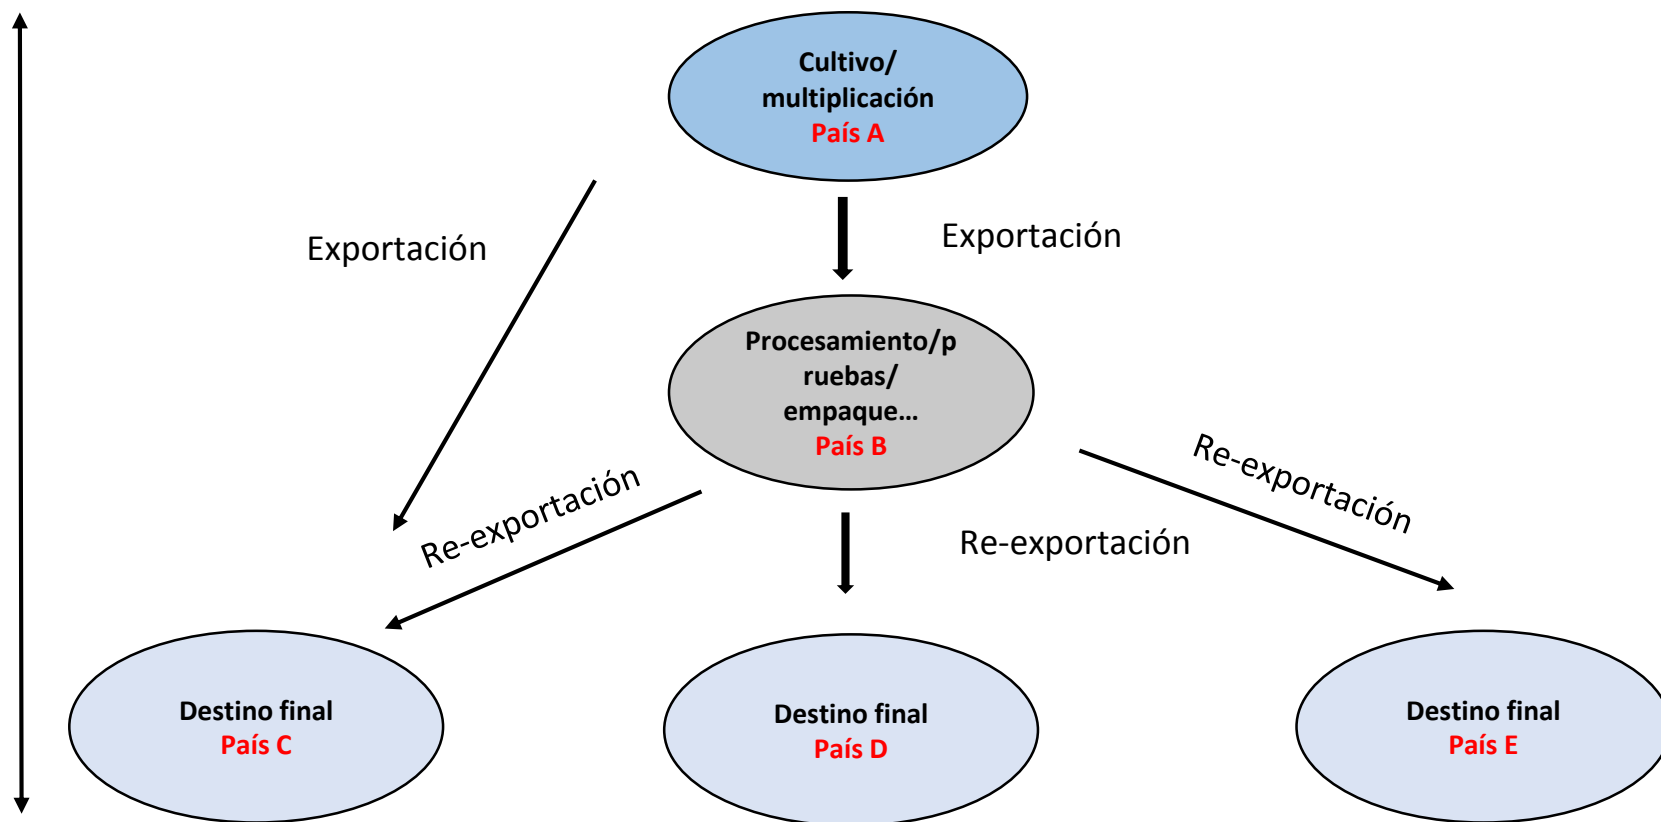 Cultivo/
multiplicación
País A
Exportación
Exportación
Procesamiento/p
ruebas/
empaque...
País B
Re-exportación
Re-exportación
Re-exportación
Destino final
País C
Destino final
País D
Destino final
País E